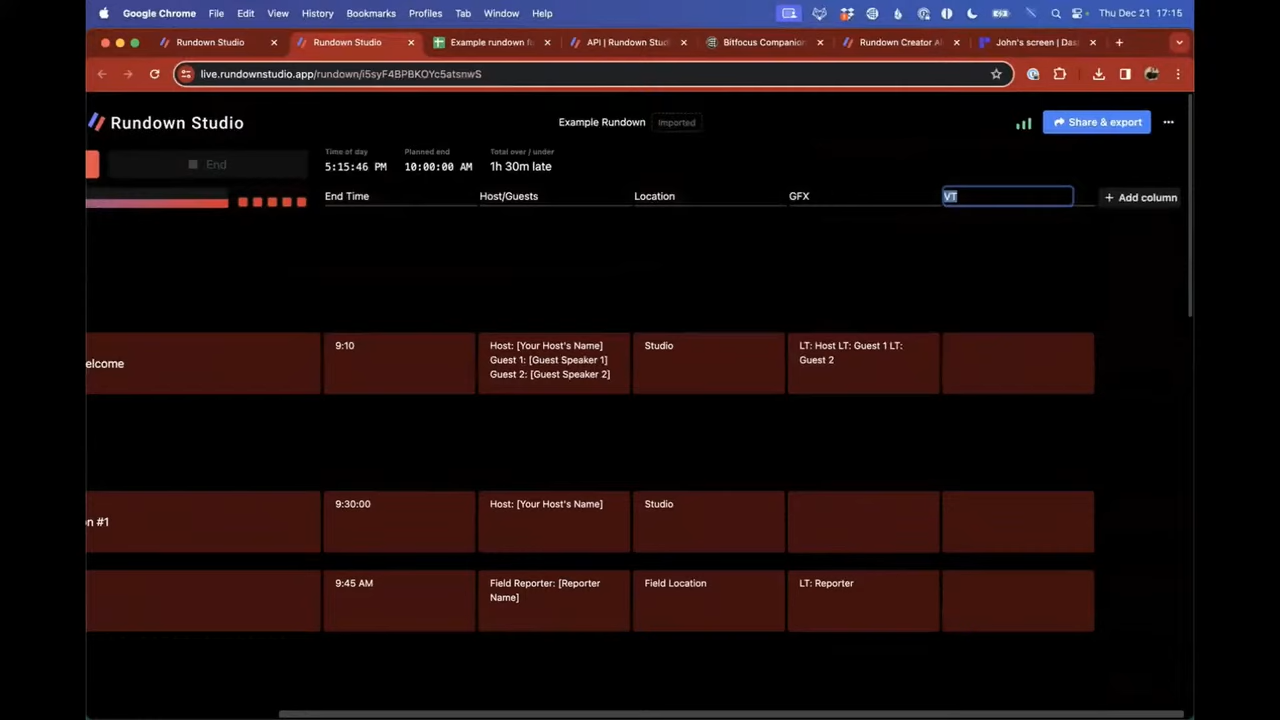 Google Chrome File Edit View History Bookmarks Profiles Tab Window Help Thu Dec 21 17:15
Rundown Studio Rundown Studio Example rundown f API | Rundown Stud Bitfocus Companion Rundown Creator Al John's screen | Das
live.rundownstudio.app/rundown/i5syF4BPBKOYc5atsnwS
Rundown Studio Example Rundown Imported Share & export
Time of day Planned end Total over / under
End 5:15:46 PM 10:00:00 AM 1h 30m late
End Time Host/Guests Location GFX VT + Add column
elcome 9:10 Host: [Your Host's Name] Studio LT: Host LT: Guest 1 LT:
Guest 1: [Guest Speaker 1] Guest 2
Guest 2: [Guest Speaker 2]
on #1 9:30:00 Host: [Your Host's Name] Studio
9:45 AM Field Reporter: [Reporter Field Location LT: Reporter
Name]